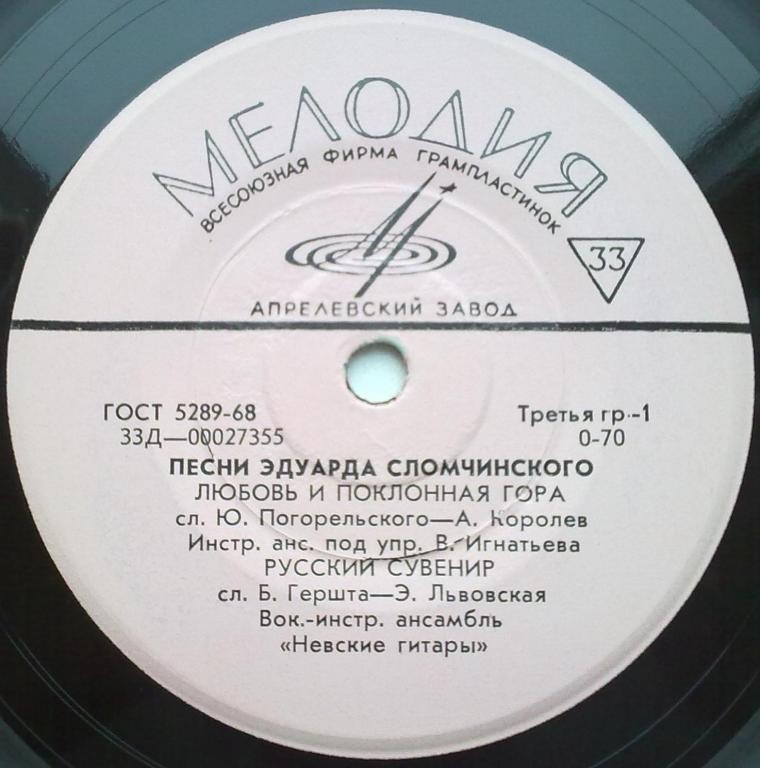 МЕЛОДИЯ
ВСЕСОЮЗНАЯ ФИРМА ГРАМПЛАСТИНОК
33
АПРЕЛЕВСКИЙ ЗАВОД
ГОСТ 5289-68 Третья гр.-1
33Д—00027355 0-70
ПЕСНИ ЭДУАРДА СЛОМЧИНСКОГО
ЛЮБОВЬ И ПОКЛОННАЯ ГОРА
сл. Ю. Погорельского—А. Королев
Инстр. анс. под упр. В. Игнатьева
РУССКИЙ СУВЕНИР
сл. Б. Гершта—Э. Львовская
Вок.-инстр. ансамбль
«Невские гитары»